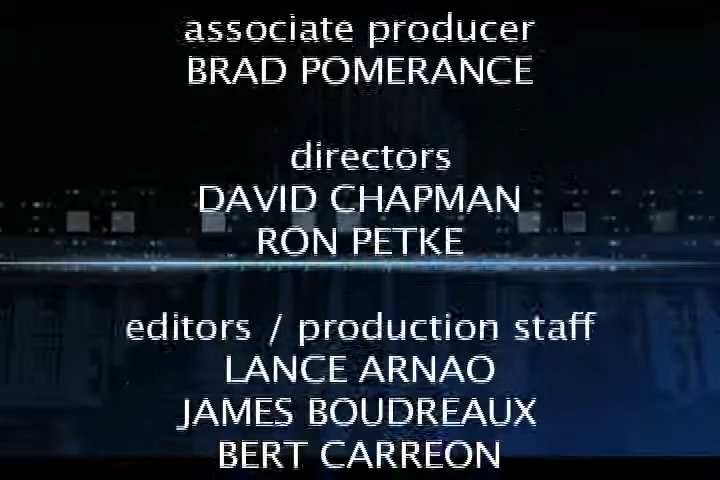 associate producer
BRAD POMERANCE
directors
DAVID CHAPMAN
RON PETKE
editors / production staff
LANCE ARNAO
JAMES BOUDREAUX
BERT CARREON